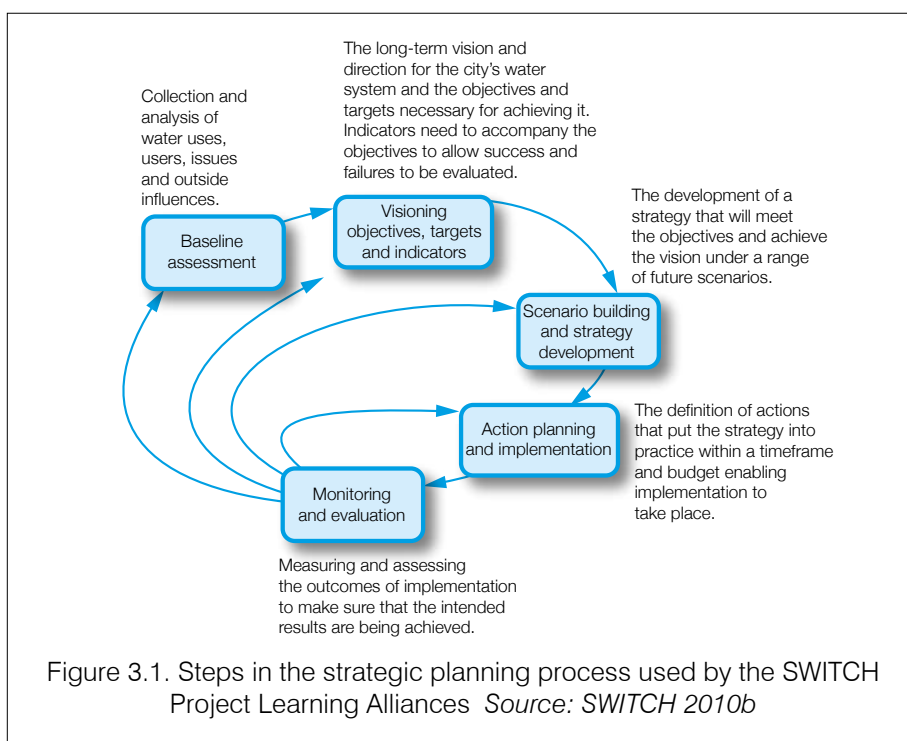 The long-term vision and
direction for the city's water
system and the objectives and
targets necessary for achieving it.
Indicators need to accompany the
objectives to allow success and
failures to be evaluated.
Collection and
analysis of
water uses,
users, issues
and outside
influences.
Baseline
assessment
Visioning
objectives, targets
and indicators
The development of a
strategy that will meet
the objectives and achieve
the vision under a range
of future scenarios.
Scenario building
and strategy
development
Action planning
and implementation
The definition of actions
that put the strategy into
practice within a timeframe
and budget enabling
implementation to
take place.
Monitoring
and evaluation
Measuring and assessing
the outcomes of implementation
to make sure that the intended
results are being achieved.
Figure 3.1. Steps in the strategic planning process used by the SWITCH
Project Learning Alliances Source: SWITCH 2010b